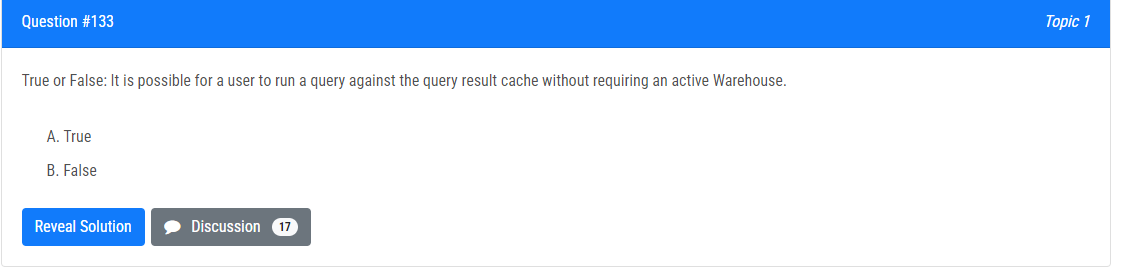 Question #133 Topic 1
True or False: It is possible for a user to run a query against the query result cache without requiring an active Warehouse.
A. True
B. False
Reveal Solution Discussion 17